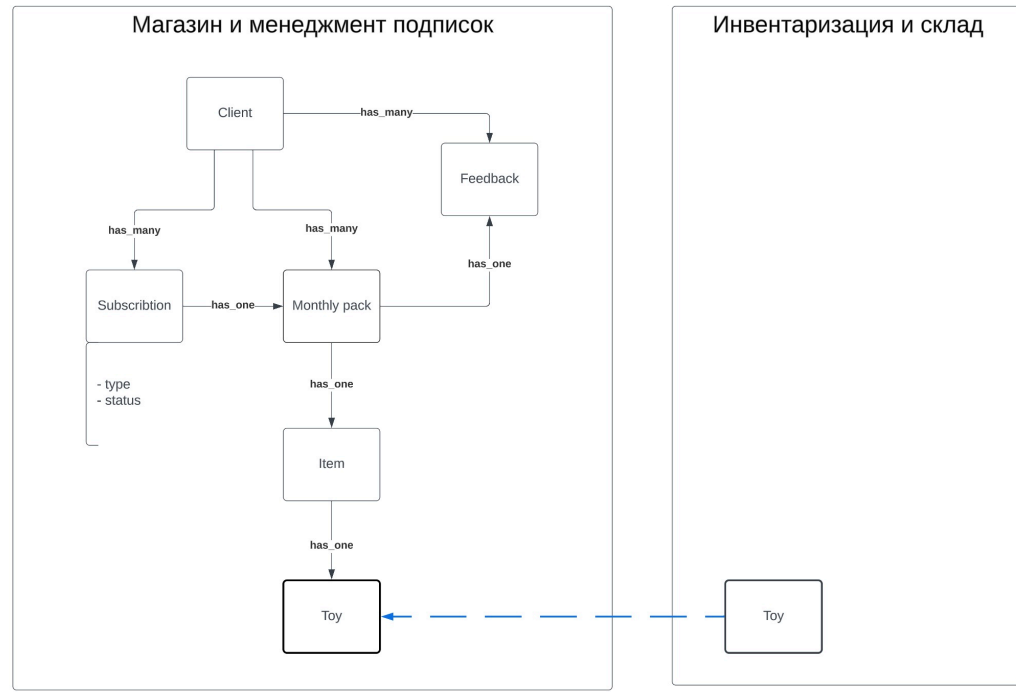 Магазин и менеджмент подписок
Инвентаризация и склад
Client
has_many
Feedback
has_many
has_many
has_one
Subscribtion
has_one
Monthly pack
- type
- status
has_one
Item
has_one
Toy
Toy